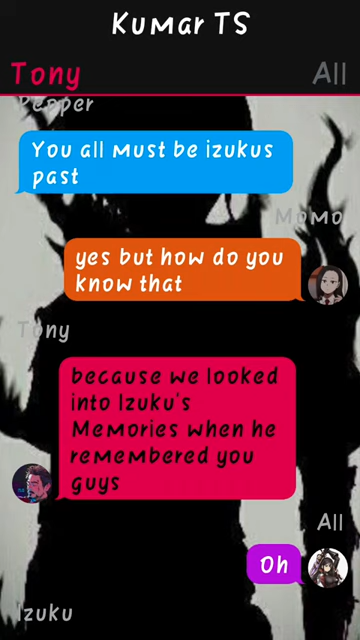 Kumar TS
Tony
All
Pepper
You all must be izukus
past
Momo
yes but how do you
know that
Tony
because we looked
into Izuku's
Memories when he
remembered you
guys
All
Oh
Izuku